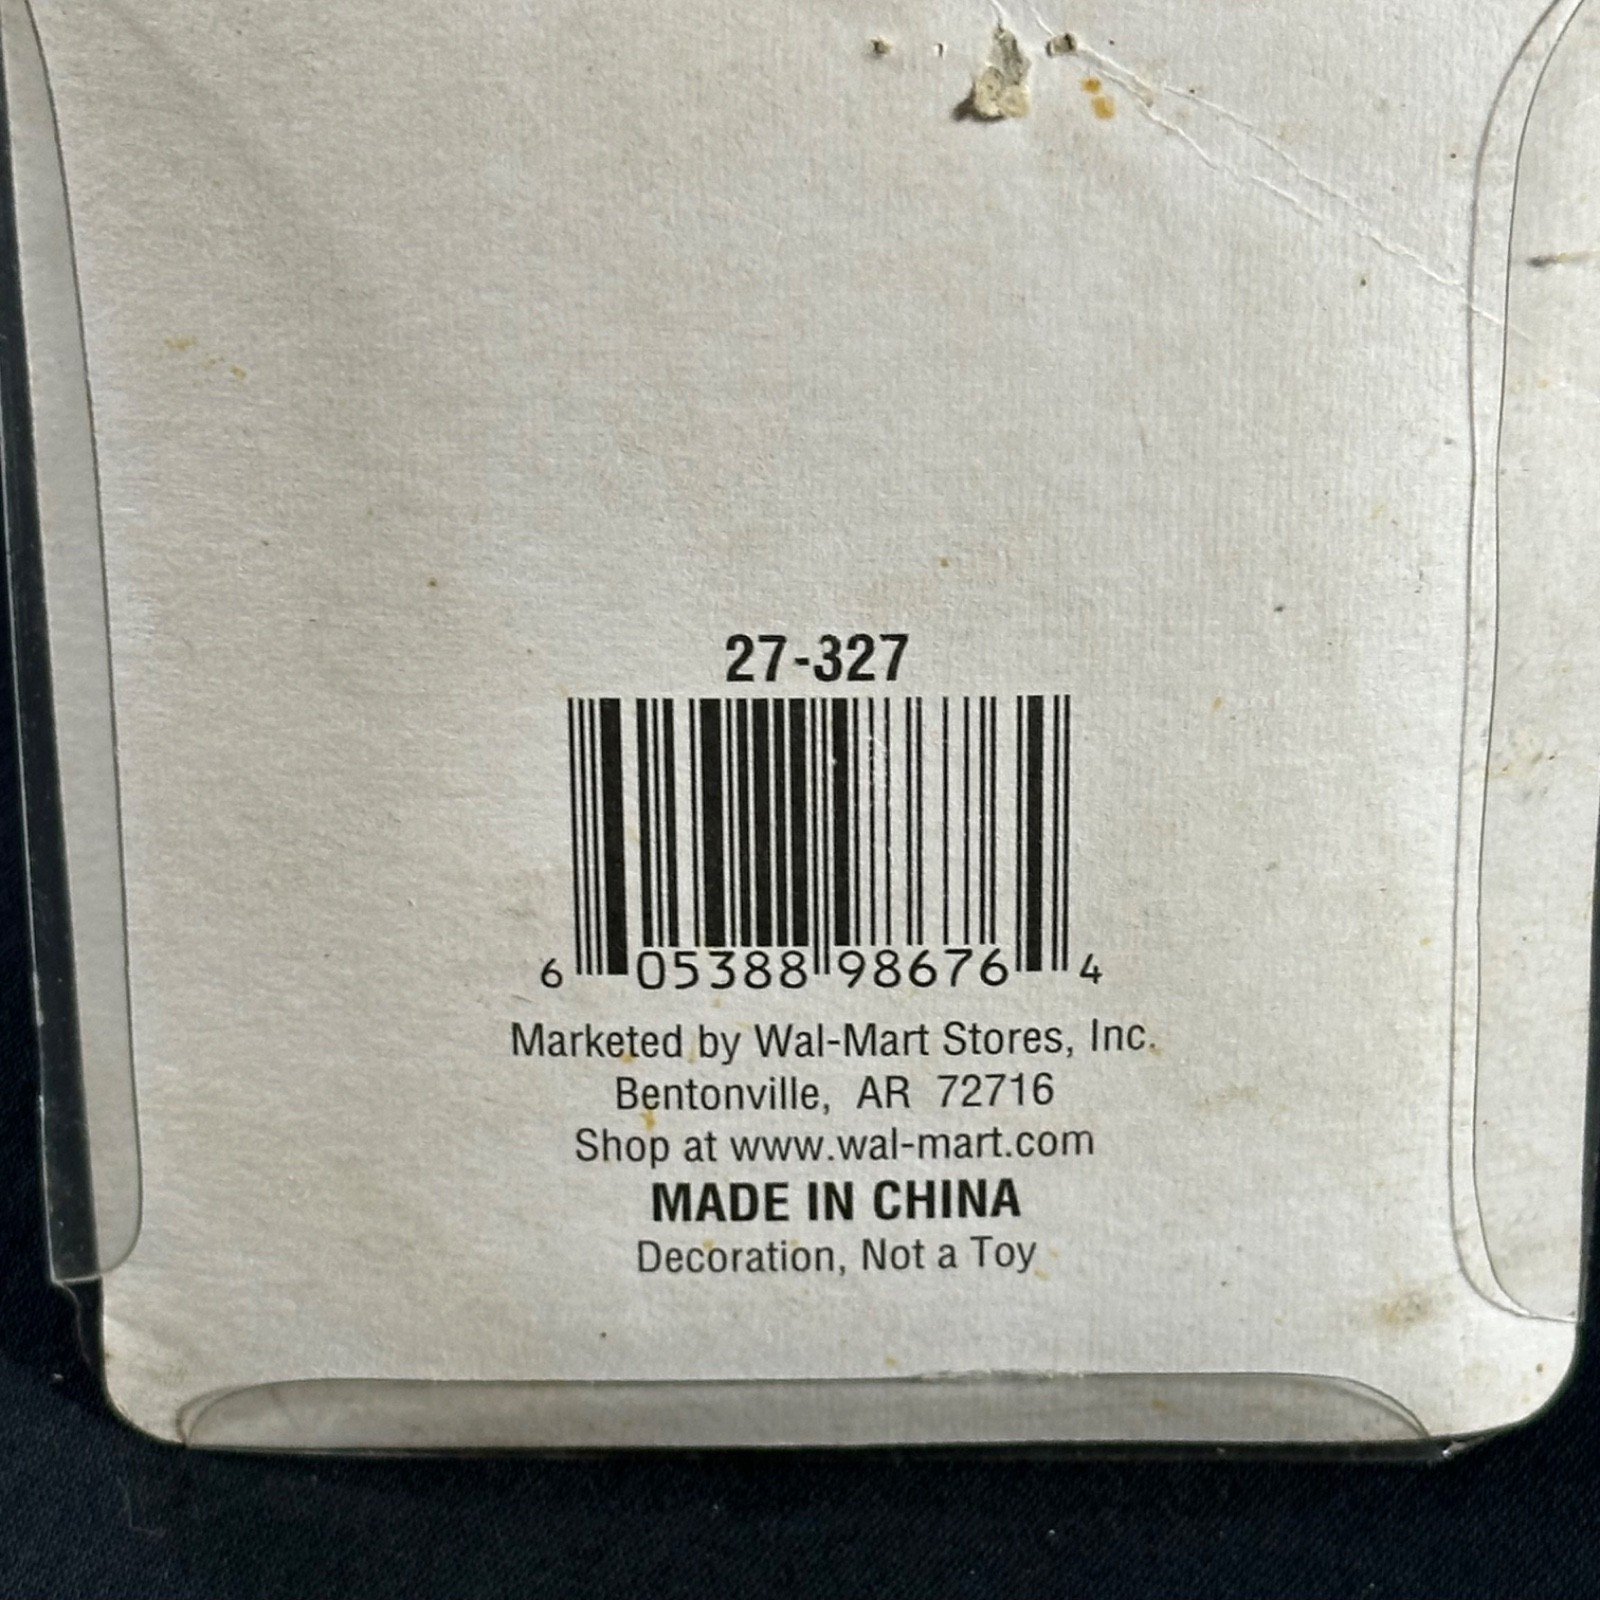 27-327
6 05388 98676 4
Marketed by Wal-Mart Stores, Inc.
Bentonville, AR 72716
Shop at www.wal-mart.com
MADE IN CHINA
Decoration, Not a Toy